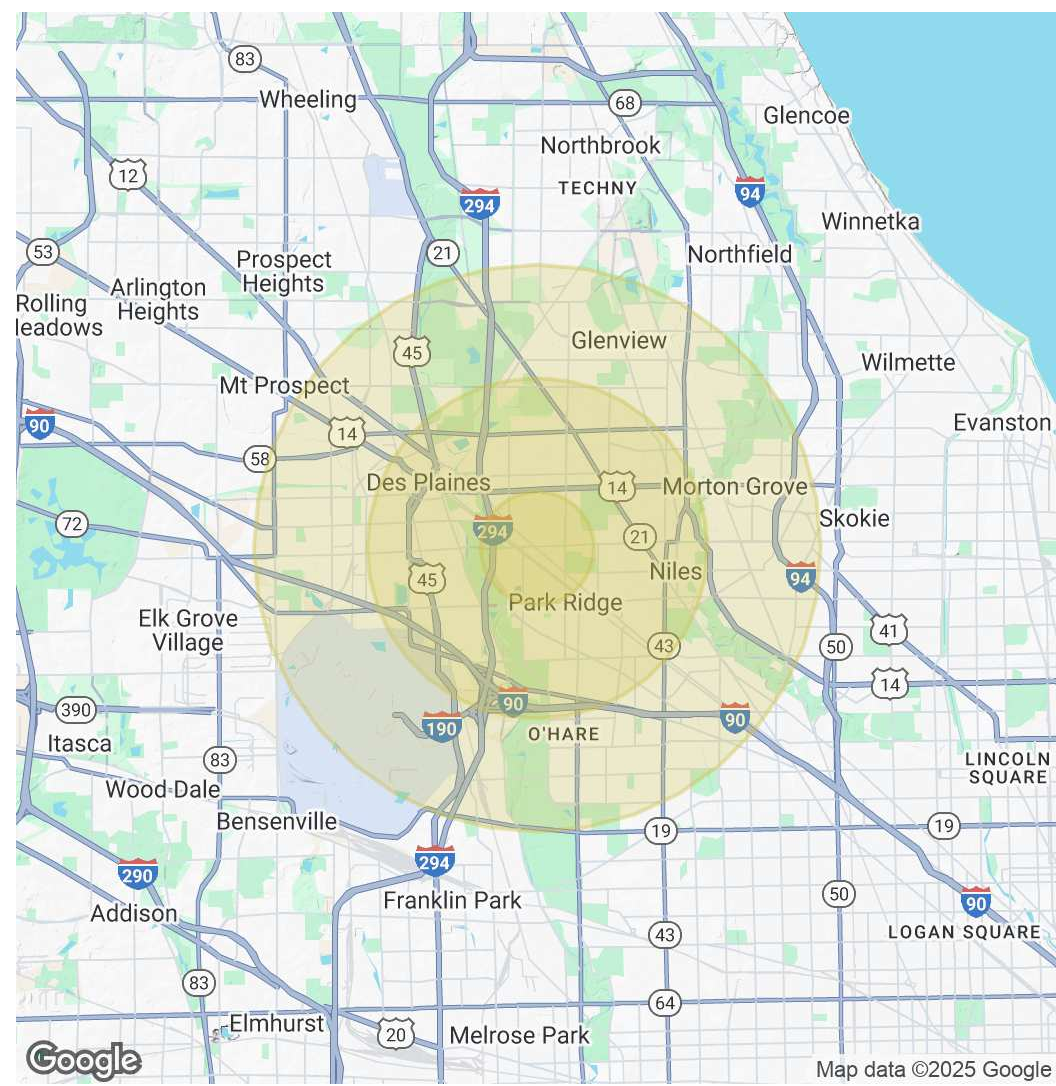 83
Wheeling
68
Glencoe
Northbrook
12
TECHNY
94
294
Winnetka
21
53
Northfield
Prospect
Heights
Arlington
Heights
Rolling
Meadows
Glenview
45
Wilmette
Mt Prospect
90
14
Evanston
58
Des Plaines
14
Morton Grove
72
Skokie
294
21
45
Niles
94
Park Ridge
Elk Grove
Village
41
43
50
14
390
90
190
90
O'HARE
Itasca
83
LINCOLN
SQUARE
Wood Dale
Bensenville
19
19
294
290
Franklin Park
50
90
Addison
43
LOGAN SQUARE
83
64
Elmhurst
20
Melrose Park
Google
Map data ©2025 Google